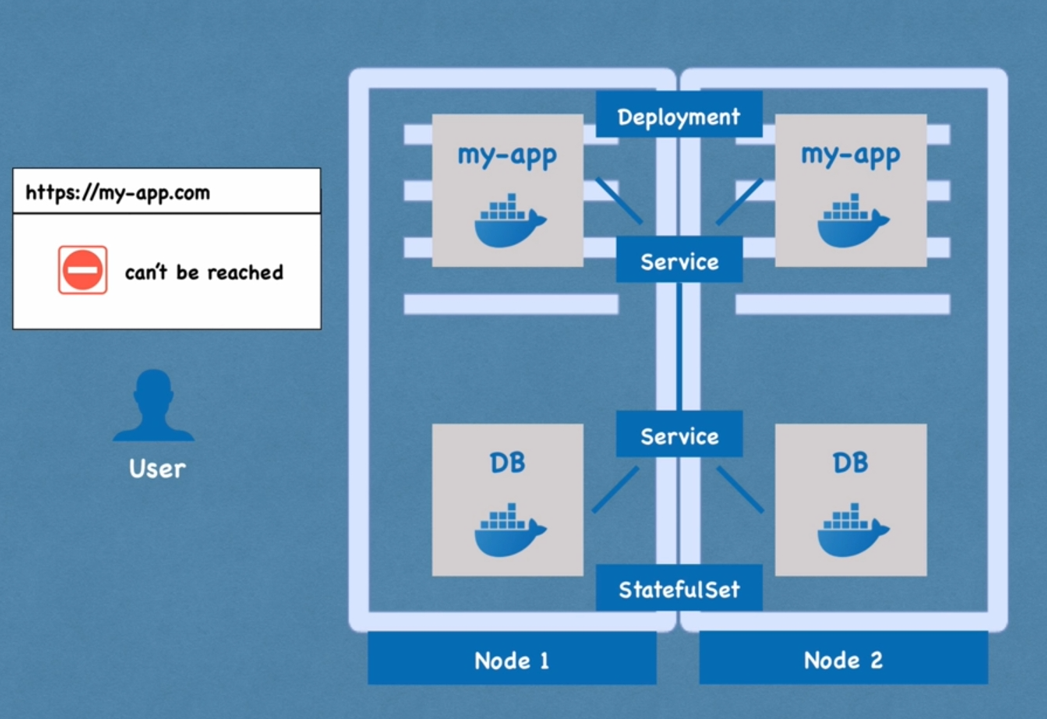 https://my-app.com
can't be reached
User
Deployment
my-app
my-app
Service
Service
DB
DB
StatefulSet
Node 1
Node 2